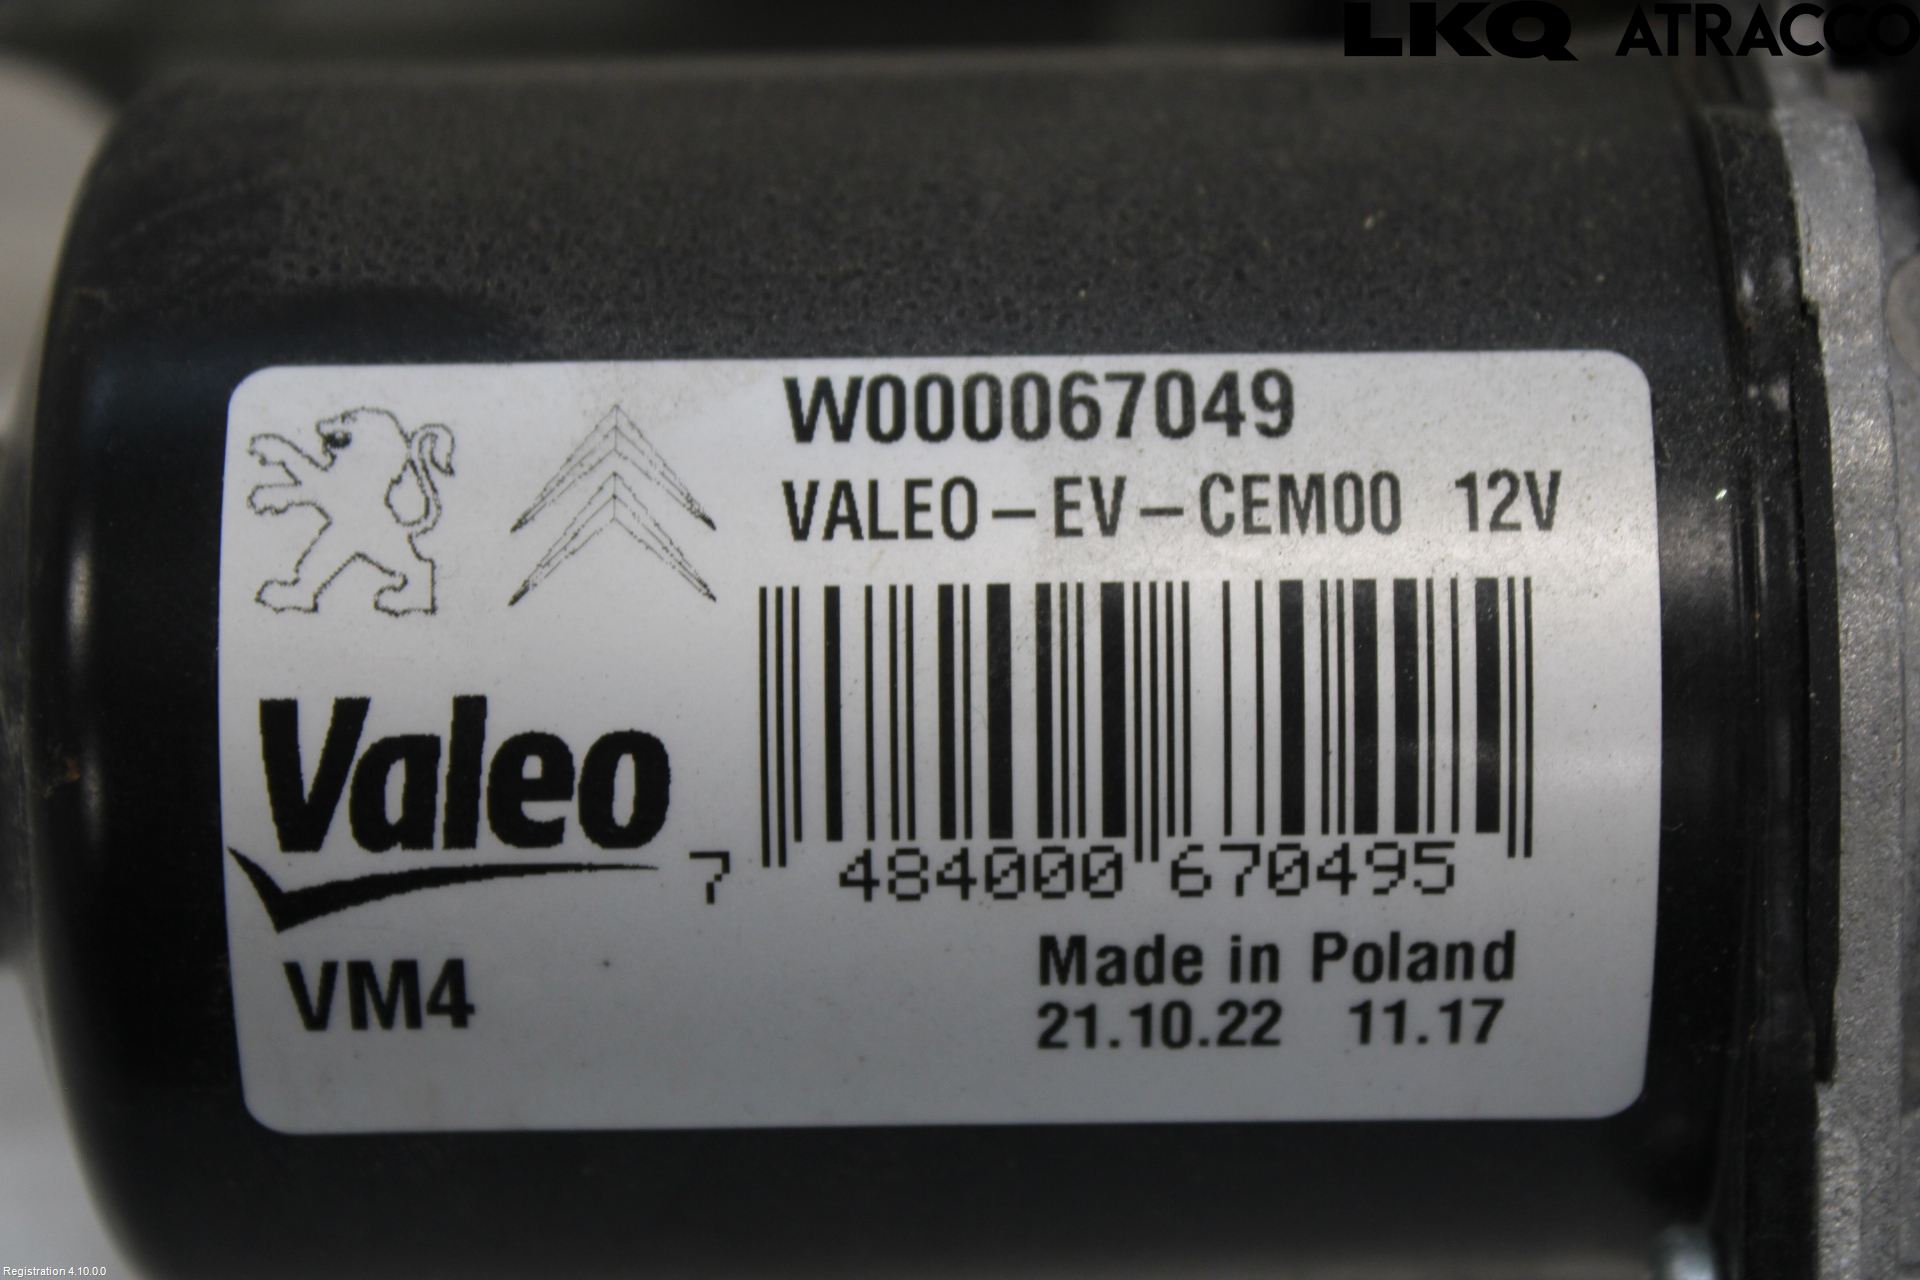 LKQ ATRACCO
W000067049
VALEO-EV-CEM00 12V
Valeo
7 484000 670495
VM4
Made in Poland
21.10.22 11.17
Registration 4.10.0.0